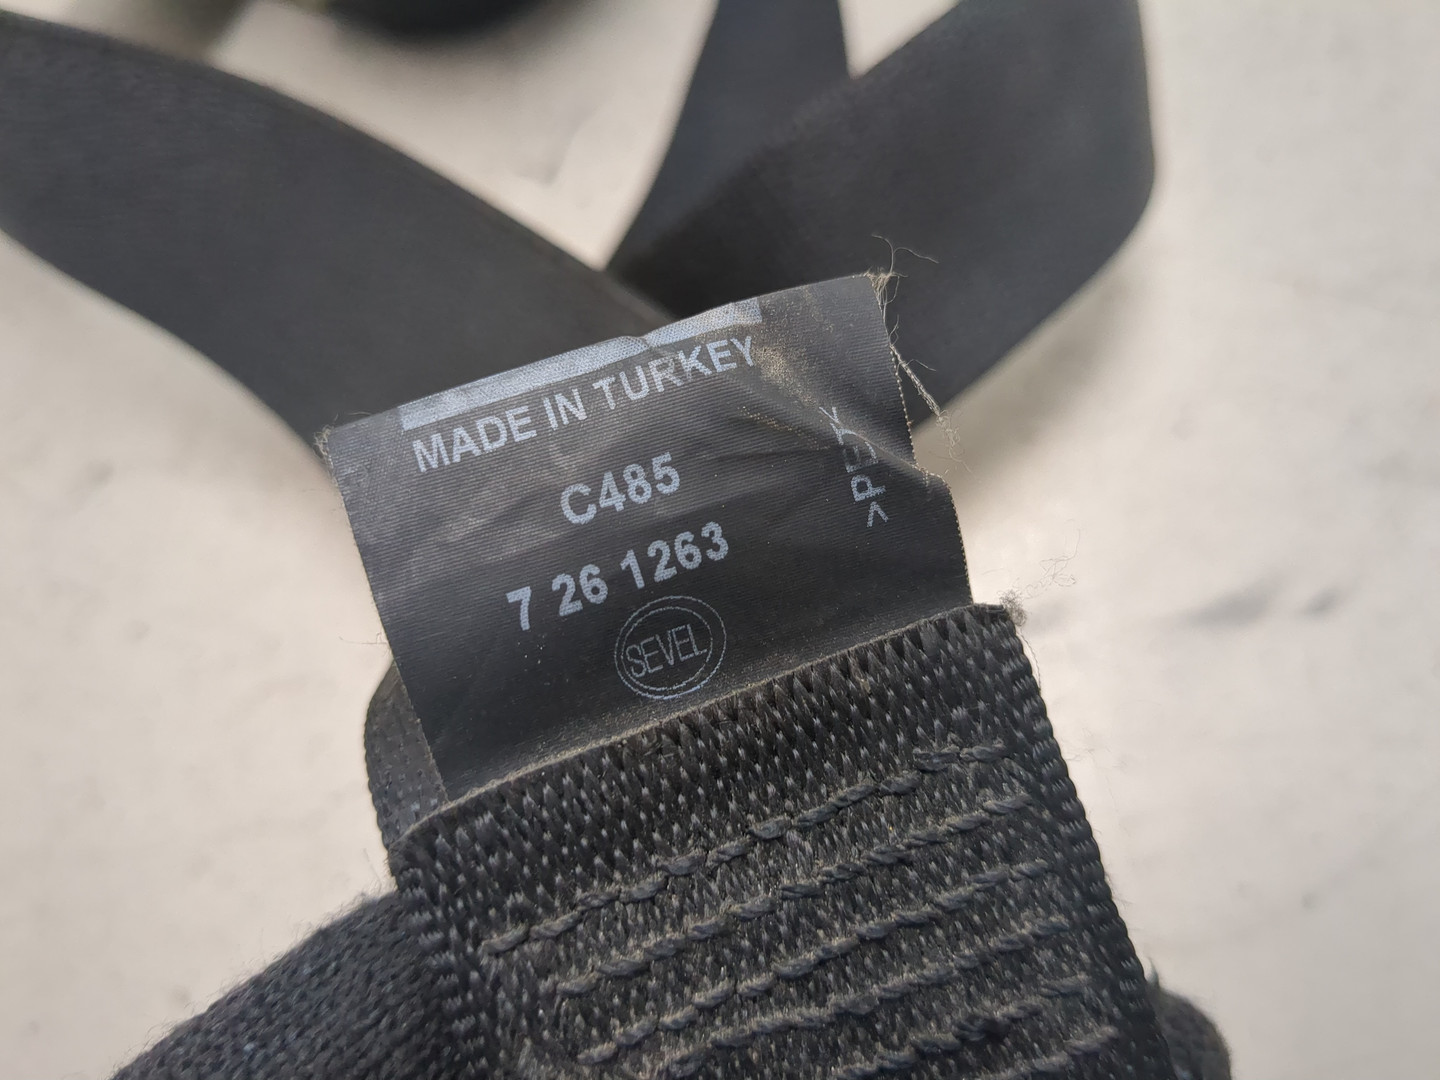 MADE IN TURKEY
C485
7 26 1263
SEVEL
>PET<